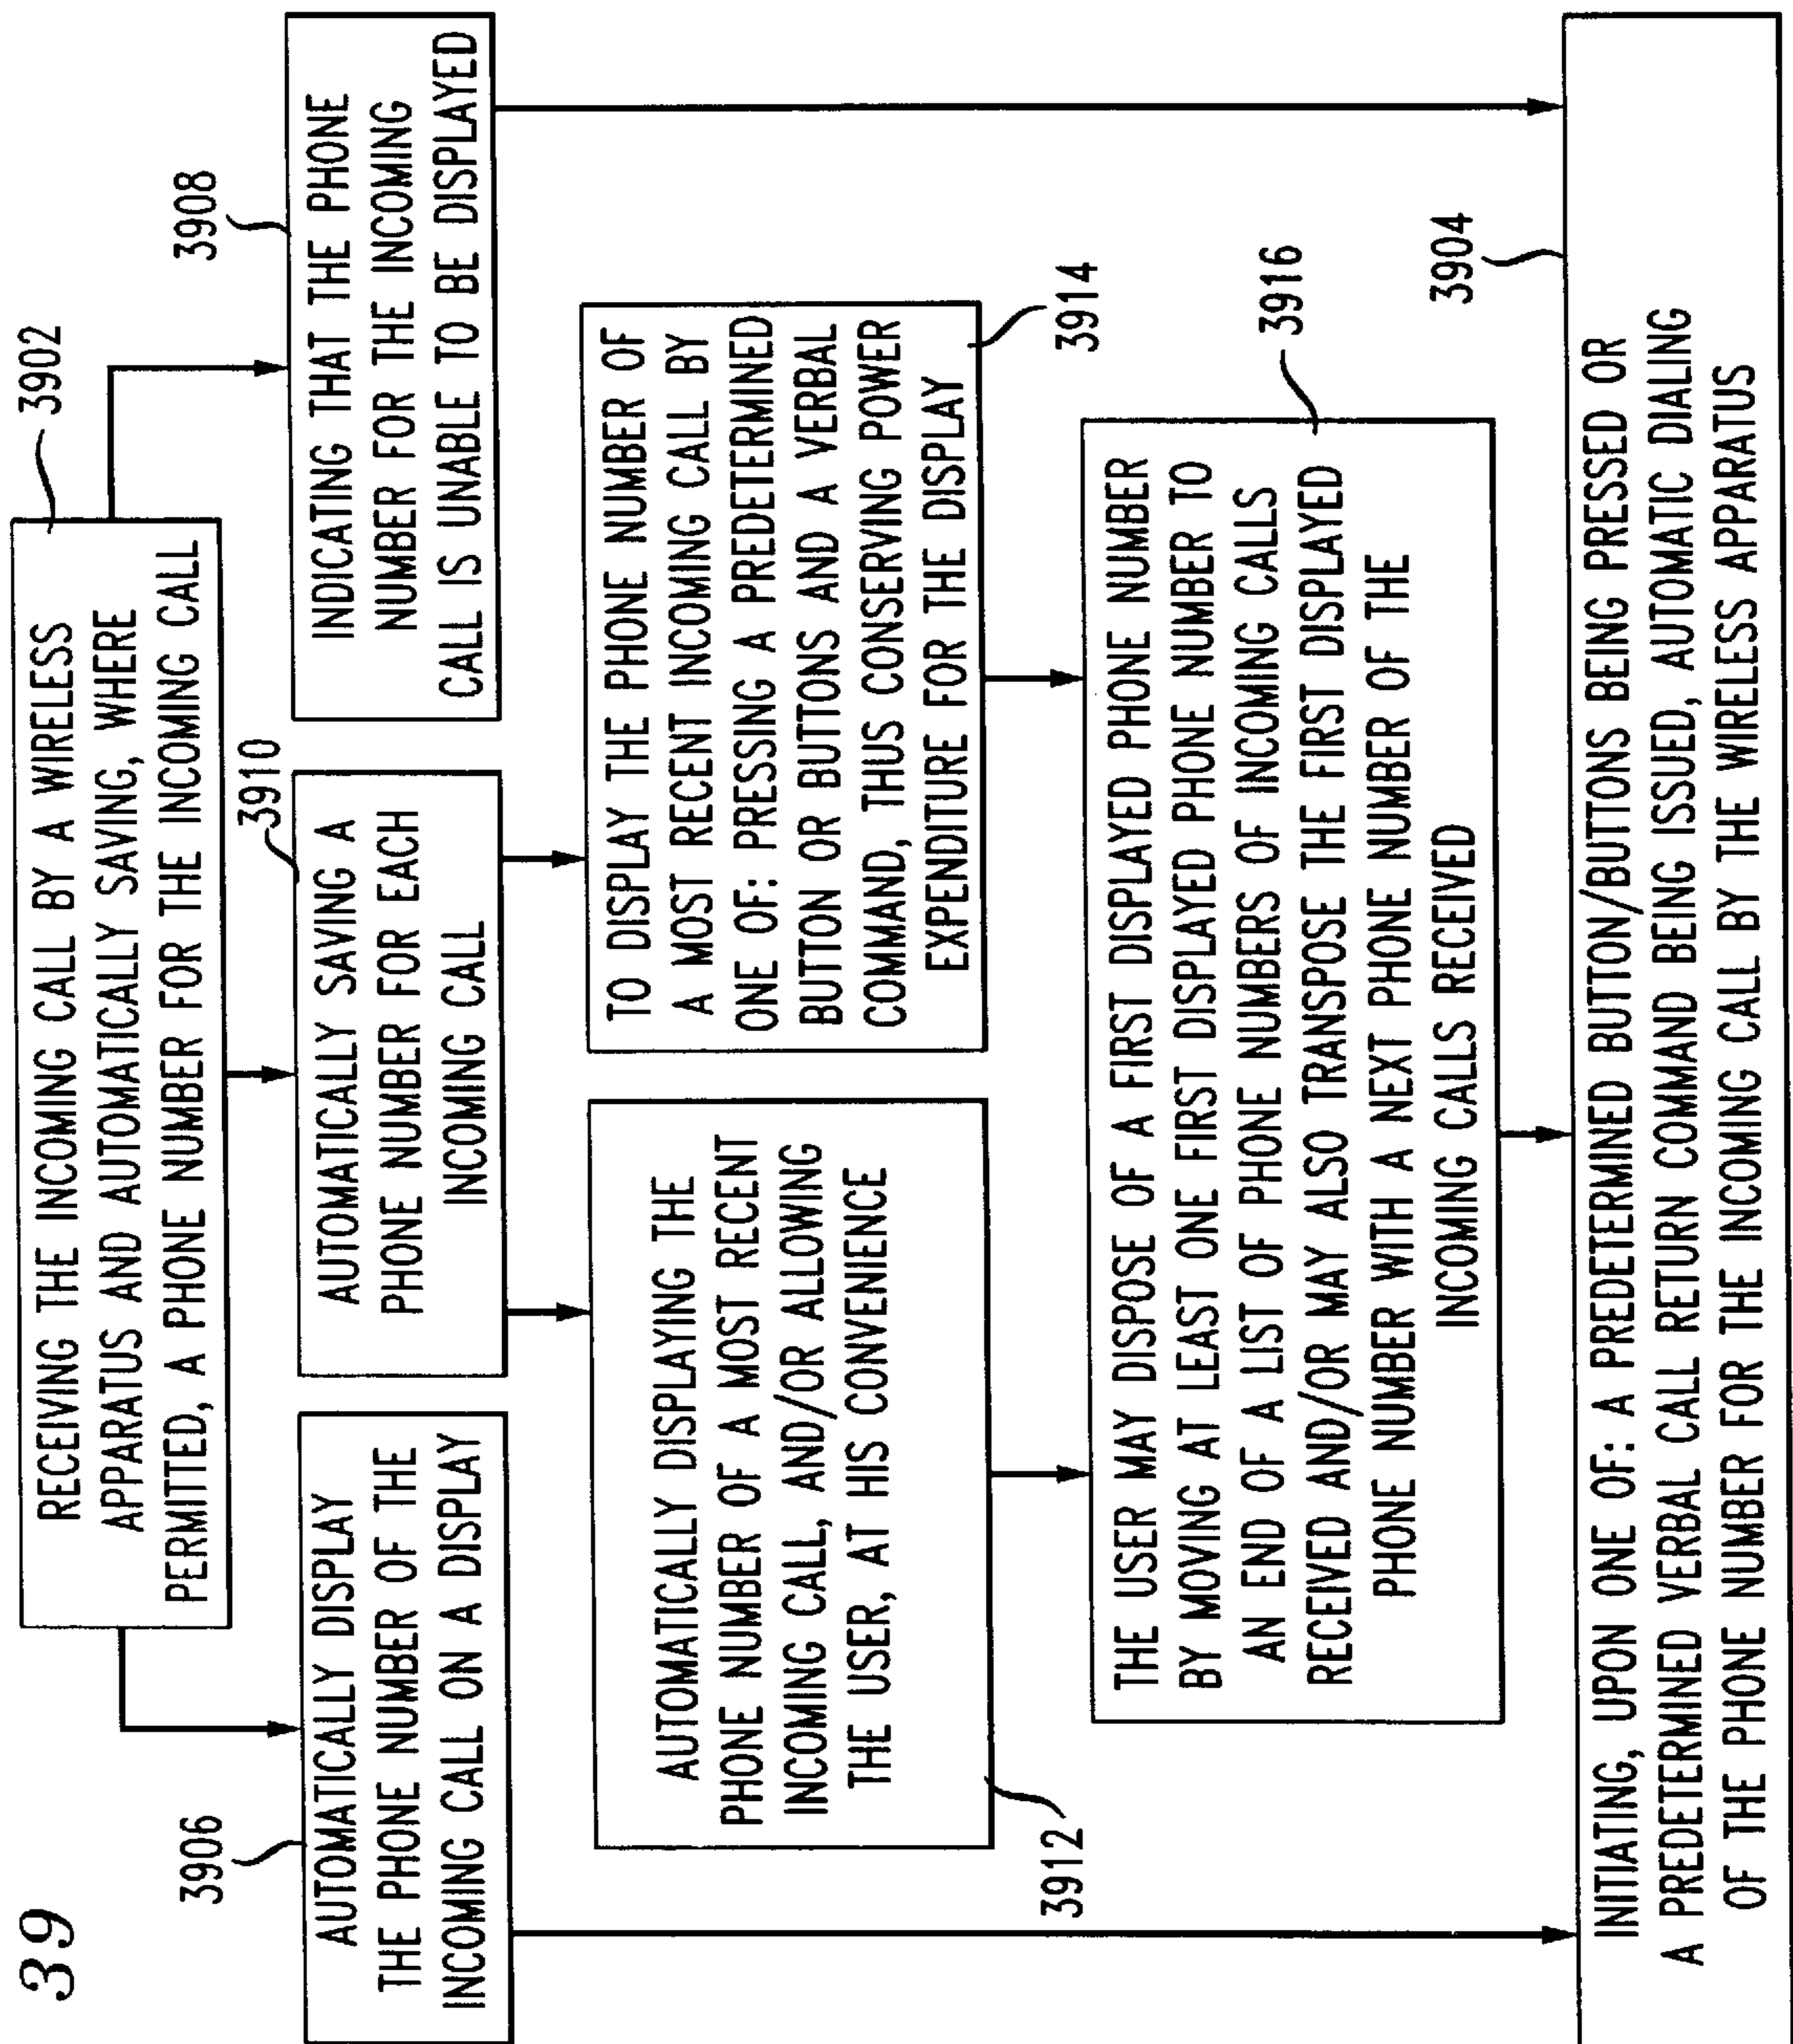 39
3902
RECEIVING THE INCOMING CALL BY A WIRELESS
APPARATUS AND AUTOMATICALLY SAVING, WHERE
PERMITTED, A PHONE NUMBER FOR THE INCOMING CALL
3906
AUTOMATICALLY DISPLAY
THE PHONE NUMBER OF THE
INCOMING CALL ON A DISPLAY
3910
AUTOMATICALLY SAVING A
PHONE NUMBER FOR EACH
INCOMING CALL
3908
INDICATING THAT THE PHONE
NUMBER FOR THE INCOMING
CALL IS UNABLE TO BE DISPLAYED
AUTOMATICALLY DISPLAYING THE
PHONE NUMBER OF A MOST RECENT
INCOMING CALL, AND/OR ALLOWING
THE USER, AT HIS CONVENIENCE
3912
TO DISPLAY THE PHONE NUMBER OF
A MOST RECENT INCOMING CALL BY
ONE OF: PRESSING A PREDETERMINED
BUTTON OR BUTTONS AND A VERBAL
COMMAND, THUS CONSERVING POWER
EXPENDITURE FOR THE DISPLAY
3914
THE USER MAY DISPOSE OF A FIRST DISPLAYED PHONE NUMBER
BY MOVING AT LEAST ONE FIRST DISPLAYED PHONE NUMBER TO
AN END OF A LIST OF PHONE NUMBERS OF INCOMING CALLS
RECEIVED AND/OR MAY ALSO TRANSPOSE THE FIRST DISPLAYED
PHONE NUMBER WITH A NEXT PHONE NUMBER OF THE
INCOMING CALLS RECEIVED
3916
3904
INITIATING, UPON ONE OF: A PREDETERMINED BUTTON/BUTTONS BEING PRESSED OR
A PREDETERMINED VERBAL CALL RETURN COMMAND BEING ISSUED, AUTOMATIC DIALING
OF THE PHONE NUMBER FOR THE INCOMING CALL BY THE WIRELESS APPARATUS